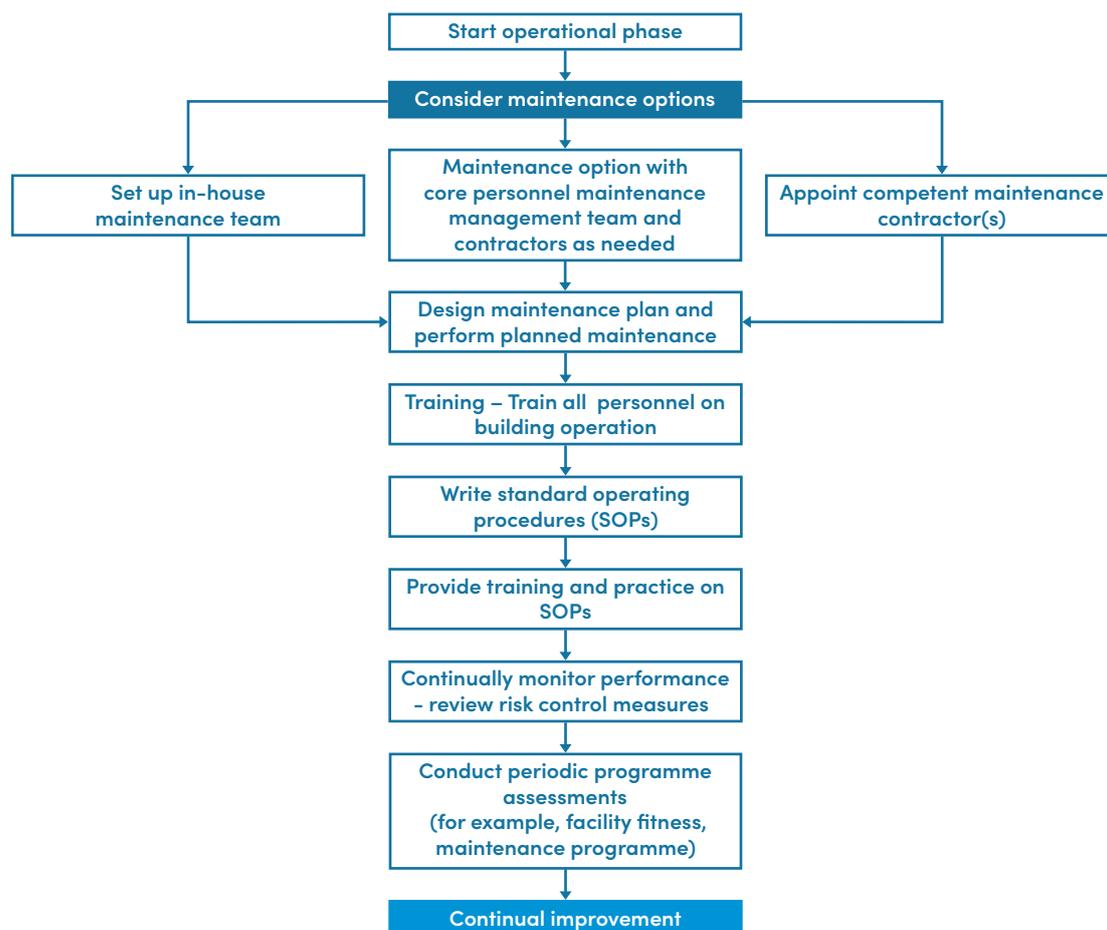 Start operational phase
Consider maintenance options
Set up in-house
maintenance team
Maintenance option with
core personnel maintenance
management team and
contractors as needed
Appoint competent maintenance
contractor(s)
Design maintenance plan and
perform planned maintenance
Training – Train all  personnel on
building operation
Write standard operating
procedures (SOPs)
Provide training and practice on
SOPs
Continually monitor performance
- review risk control measures
Conduct periodic programme
assessments
(for example, facility fitness,
maintenance programme)
Continual improvement